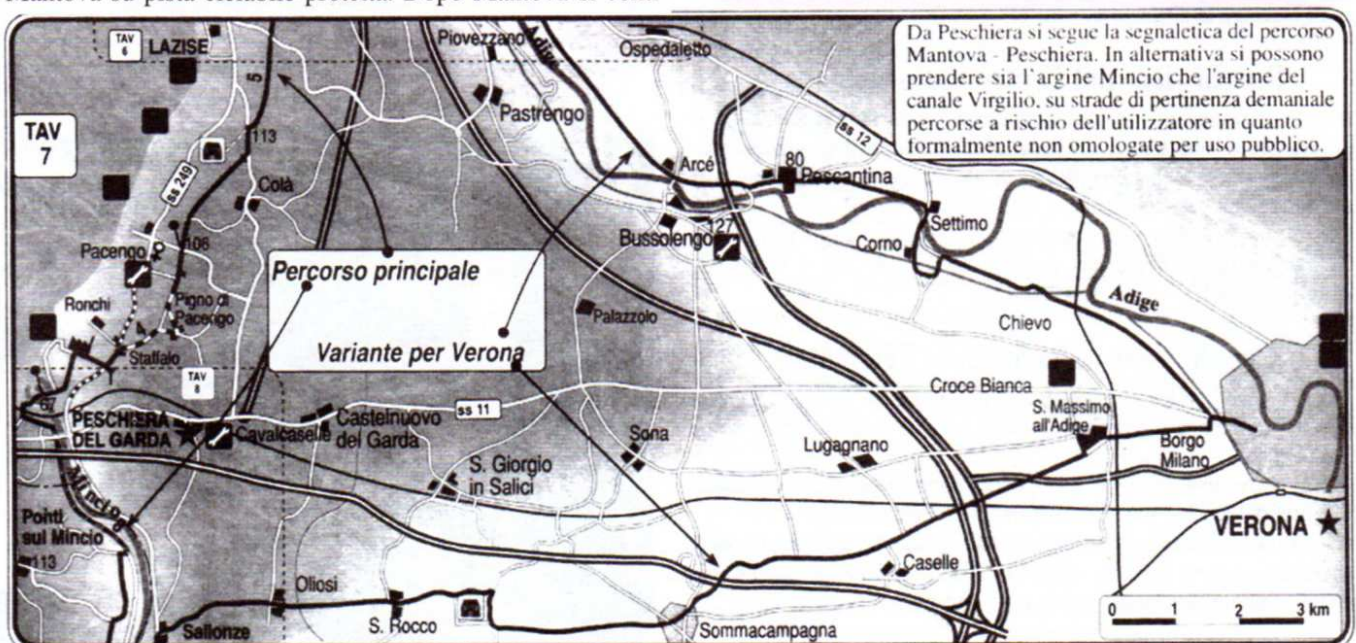 Da Peschiera si segue la segnaletica del percorso
Mantova - Peschiera. In alternativa si possono
prendere sia l'argine Mincio che l'argine del
canale Virgilio, su strade di pertinenza demaniale
percorse a rischio dell'utilizzatore in quanto
formalmente non omologate per uso pubblico.
TAV
6
LAZISE
Piovezzano
Adige
Ospedaletto
TAV
7
5
Pastrengo
ss 12
113
ss 249
Arcé
80
Pescantina
Colà
Settimo
127
Bussolengo
Corno
106
Pacengo
Percorso principale
Adige
Ronchi
Pigno di
Pacengo
Palazzolo
Chievo
Variante per Verona
Staffalo
TAV
8
Croce Bianca
ss 11
PESCHIERA
DEL GARDA
Cavalcaselle
Castelnuovo
del Garda
S. Massimo
all'Adige
Sona
Lugagnano
Borgo
Milano
S. Giorgio
in Salici
Mincio
Ponti
sul Mincio
VERONA
113
Caselle
Oliosi
0 1 2 3 km
Salionze
S. Rocco
Sommacampagna